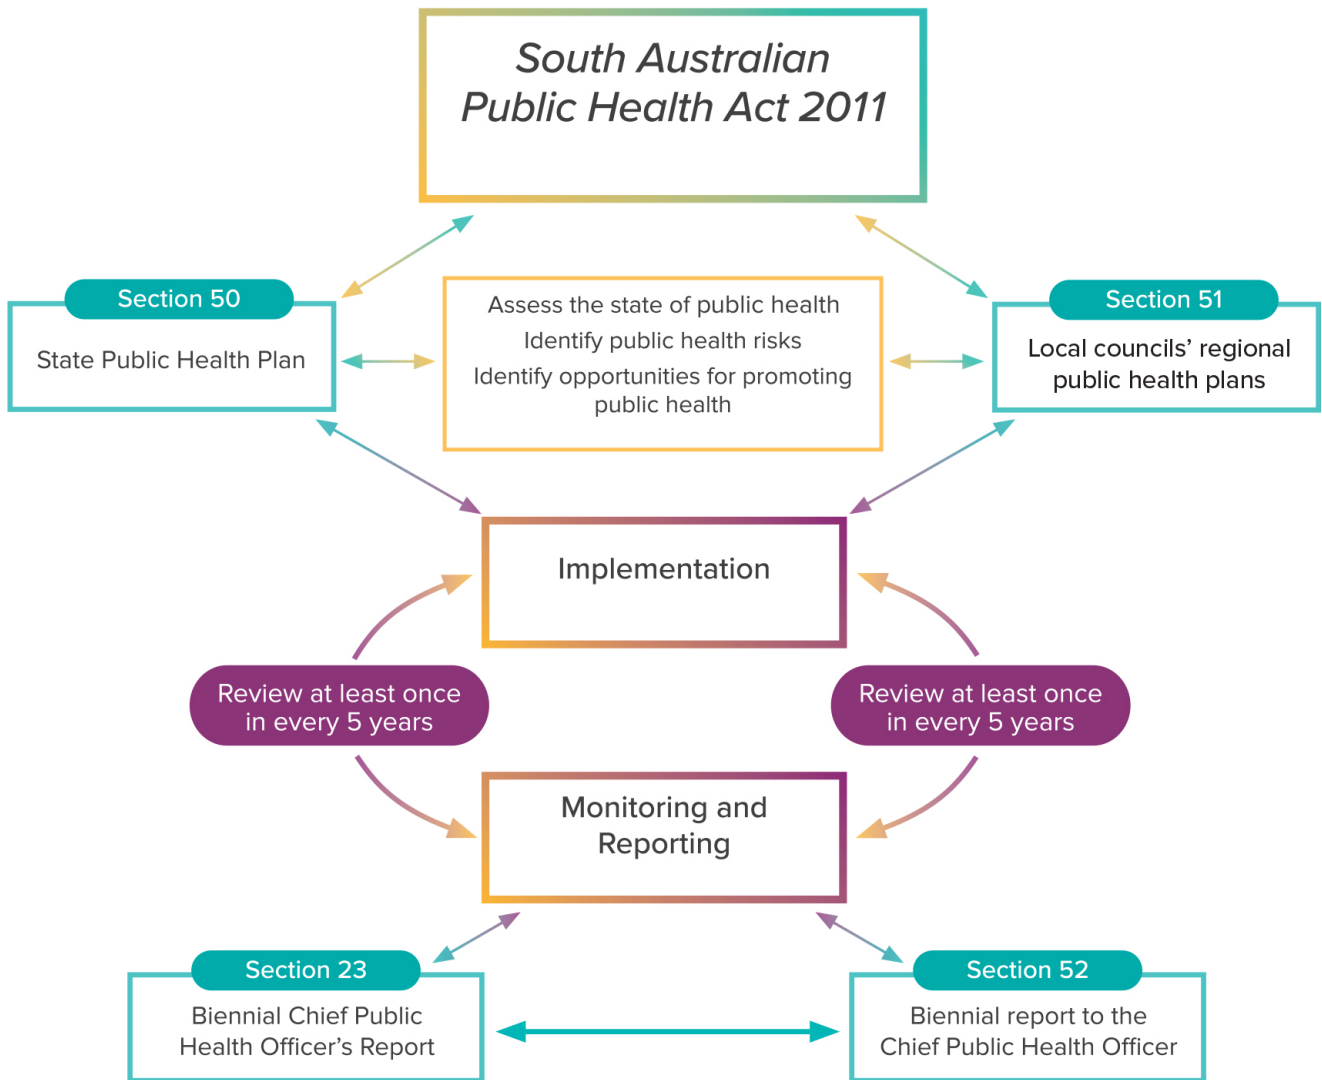 South Australian
Public Health Act 2011
Section 50
State Public Health Plan
Assess the state of public health
Identify public health risks
Identify opportunities for promoting
public health
Section 51
Local councils’ regional
public health plans
Implementation
Review at least once
in every 5 years
Review at least once
in every 5 years
Monitoring and
Reporting
Section 23
Biennial Chief Public
Health Officer’s Report
Section 52
Biennial report to the
Chief Public Health Officer